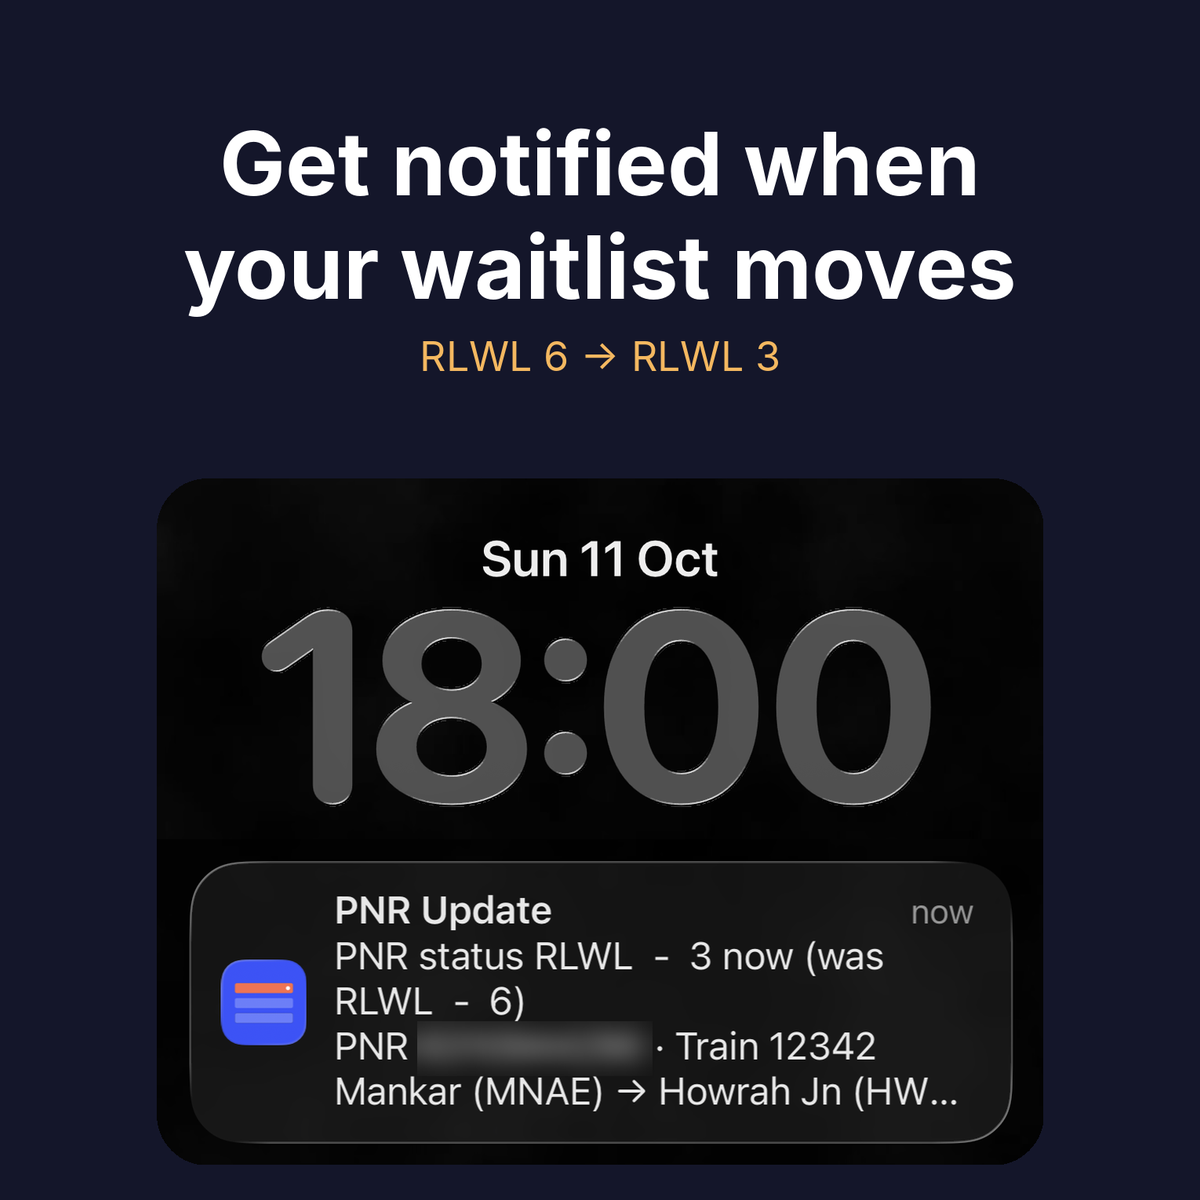 Get notified when
your waitlist moves
RLWL 6 → RLWL 3
Sun 11 Oct
18:00
PNR Update
now
PNR status RLWL - 3 now (was
RLWL - 6)
PNR · Train 12342
Mankar (MNAE) → Howrah Jn (HW...